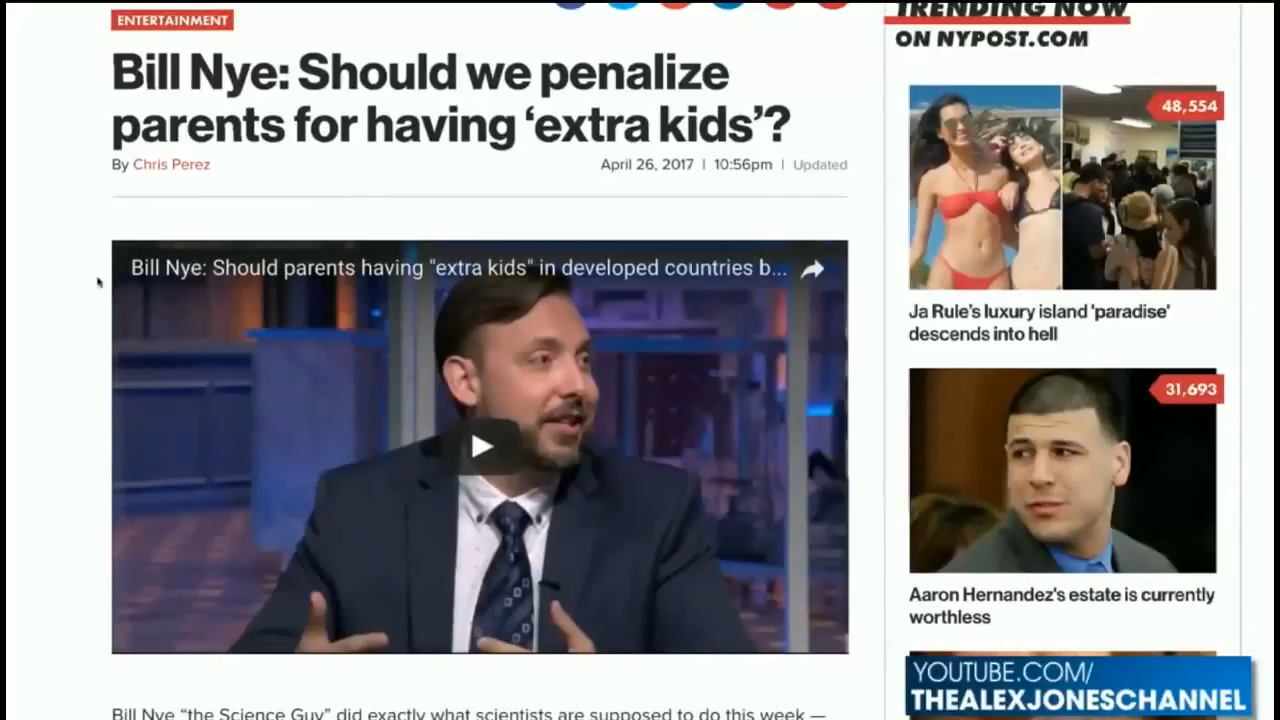 ENTERTAINMENT
Bill Nye: Should we penalize
parents for having ‘extra kids’?
By Chris Perez
April 26, 2017 | 10:56pm | Updated
Bill Nye: Should parents having "extra kids" in developed countries b...
Bill Nye “the Science Guy” did exactly what scientists are supposed to do this week —
TRENDING NOW
ON NYPOST.COM
48,554
Ja Rule's luxury island 'paradise'
descends into hell
31,693
Aaron Hernandez's estate is currently
worthless
YOUTUBE.COM/
THEALEXJONESCHANNEL